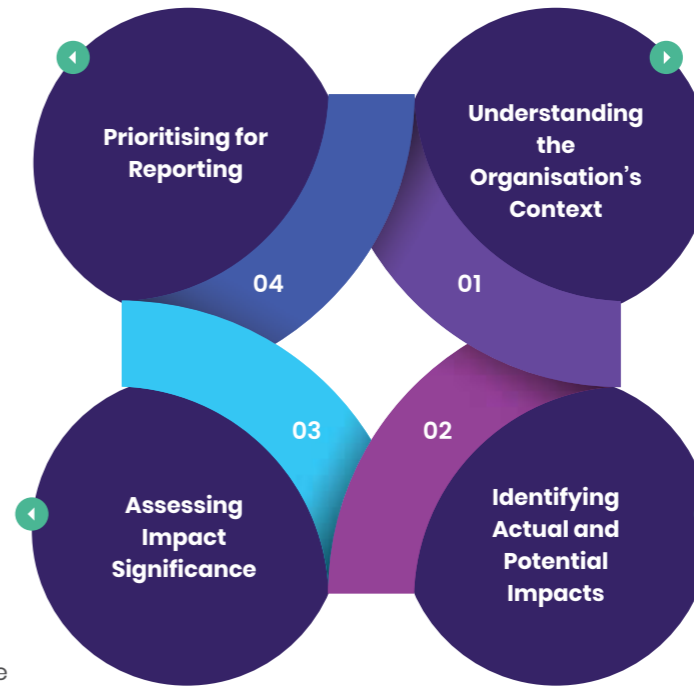 Prioritising for
Reporting
04
Understanding
the
Organisation's
Context
01
03
Assessing
Impact
Significance
02
Identifying
Actual and
Potential
Impacts
e